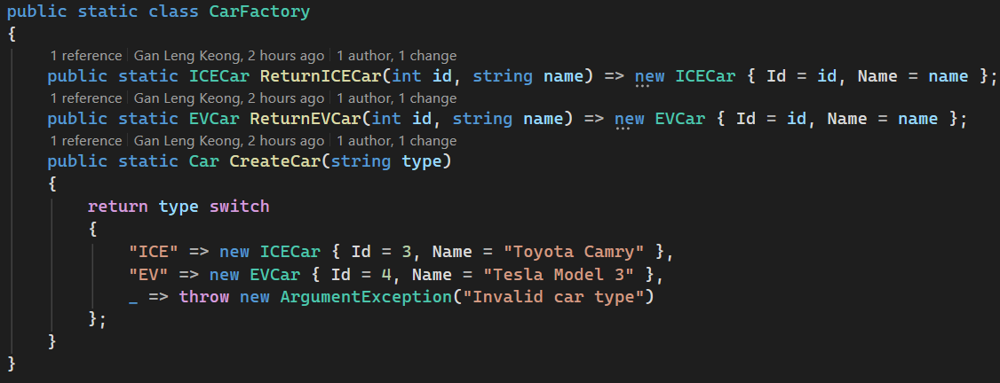 public static class CarFactory
{
1 reference | Gan Leng Keong, 2 hours ago | 1 author, 1 change
public static ICECar ReturnICECar(int id, string name) => new ICECar { Id = id, Name = name };
1 reference | Gan Leng Keong, 2 hours ago | 1 author, 1 change
public static EVCar ReturnEVCar(int id, string name) => new EVCar { Id = id, Name = name };
1 reference | Gan Leng Keong, 2 hours ago | 1 author, 1 change
public static Car CreateCar(string type)
{
return type switch
{
"ICE" => new ICECar { Id = 3, Name = "Toyota Camry" },
"EV" => new EVCar { Id = 4, Name = "Tesla Model 3" },
_ => throw new ArgumentException("Invalid car type")
};
}
}